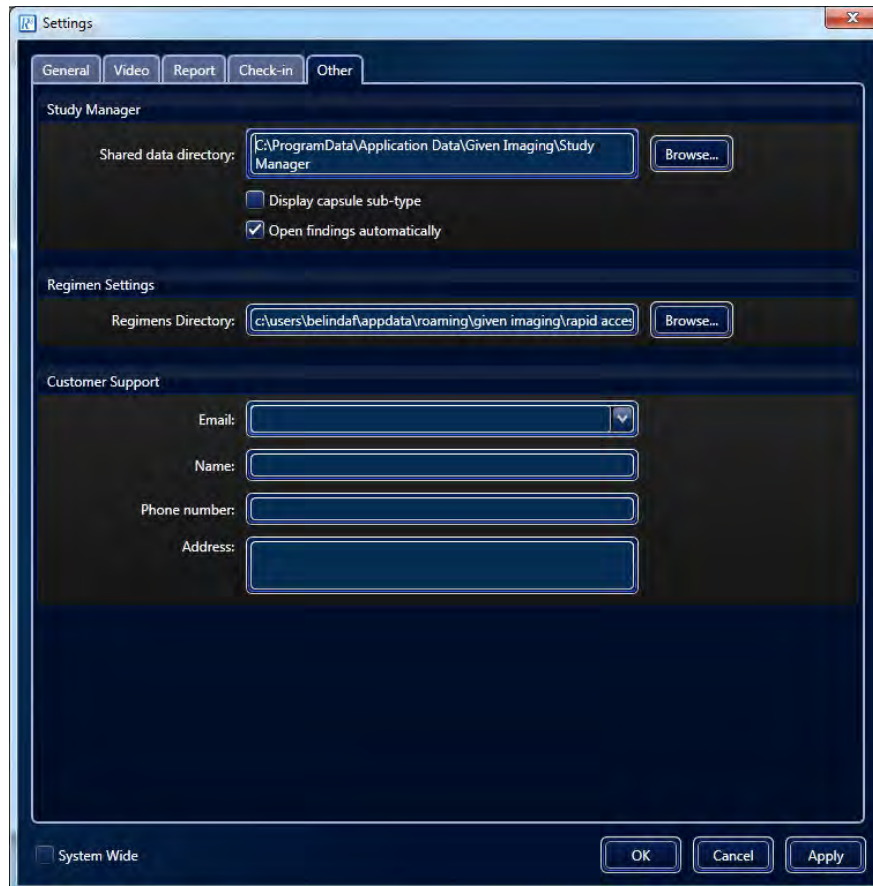 Settings
General Video Report Check-in Other
Study Manager
Shared data directory: C:\ProgramData\Application Data\Given Imaging\Study
Manager
Browse...
Display capsule sub-type
Open findings automatically
Regimen Settings
Regimens Directory: c:\users\belindaf\appdata\roaming\given imaging\rapid acces Browse...
Customer Support
Email:
Name:
Phone number:
Address:
System Wide OK Cancel Apply